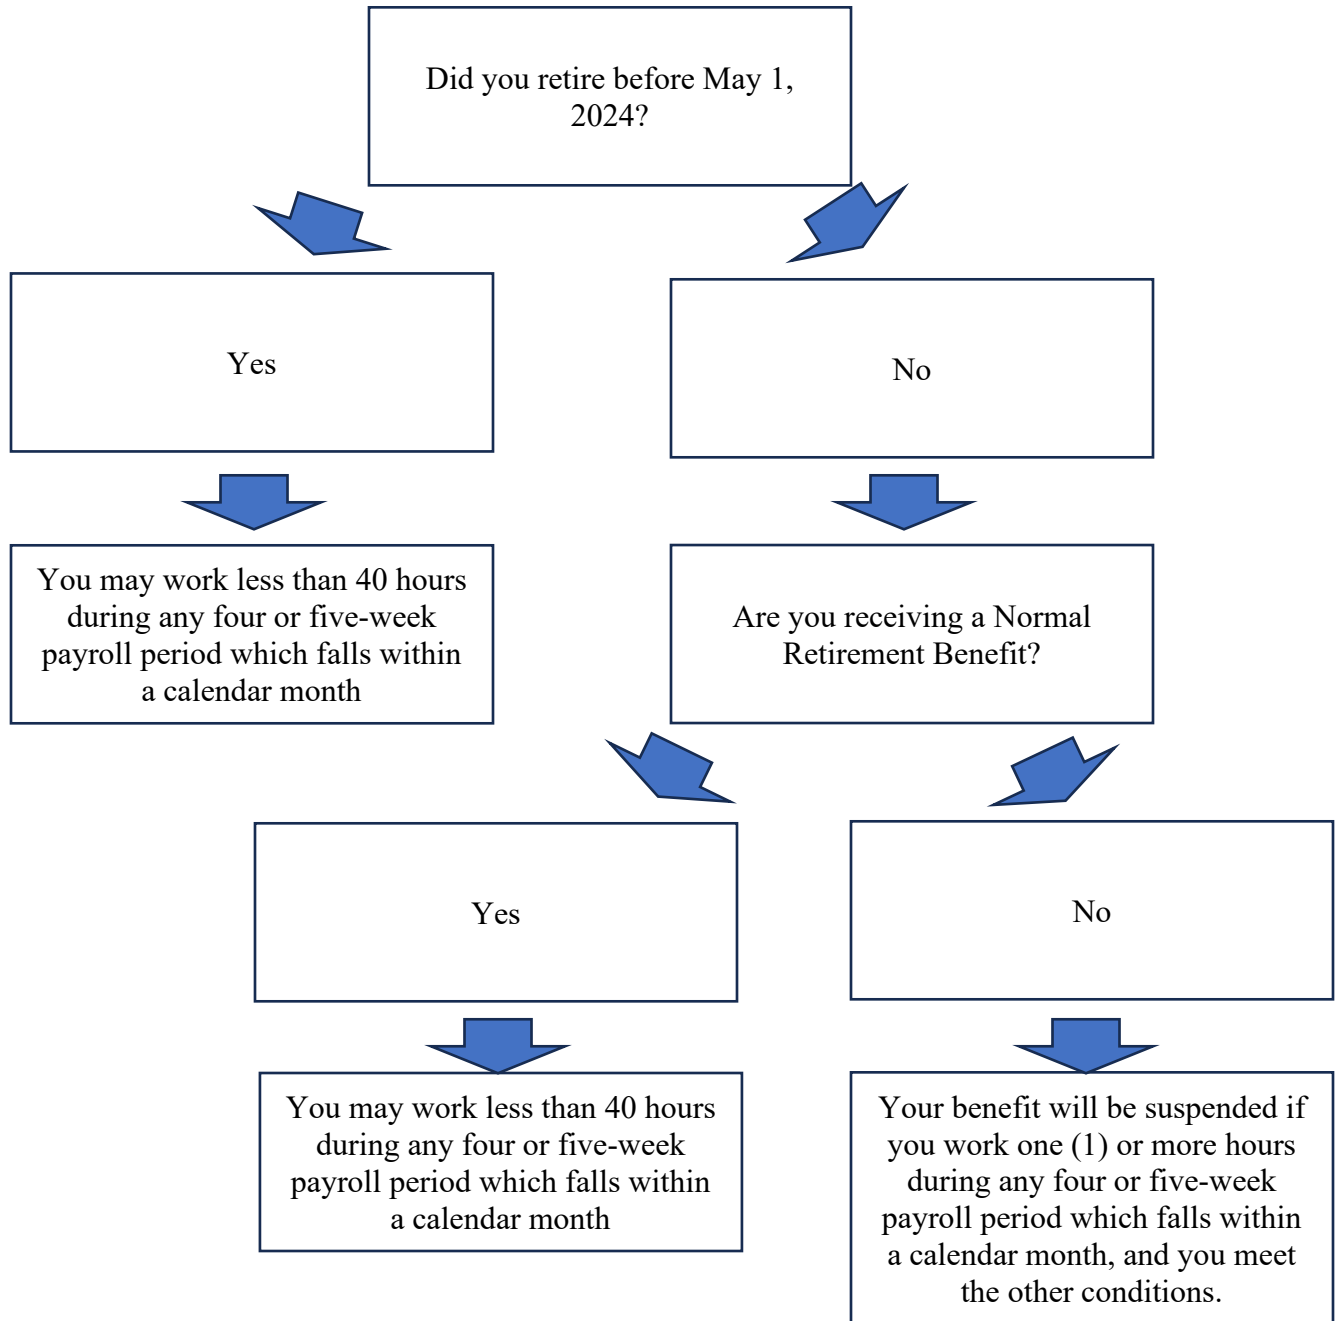 Did you retire before May 1,
2024?
Yes
No
You may work less than 40 hours
during any four or five-week
payroll period which falls within
a calendar month
Are you receiving a Normal
Retirement Benefit?
Yes
No
You may work less than 40 hours
during any four or five-week
payroll period which falls within
a calendar month
Your benefit will be suspended if
you work one (1) or more hours
during any four or five-week
payroll period which falls within
a calendar month, and you meet
the other conditions.